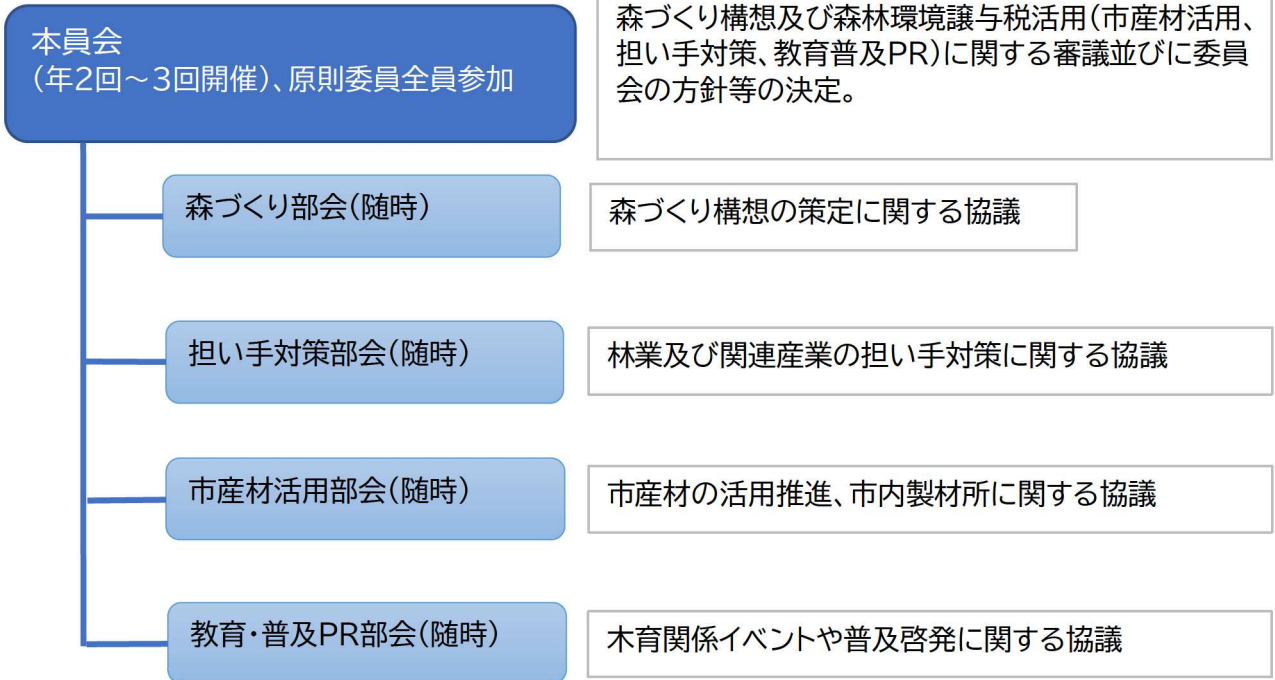 本員会
(年2回～3回開催)、原則委員全員参加
森づくり構想及び森林環境譲与税活用(市産材活用、
担い手対策、教育普及PR)に関する審議並びに委員
会の方針等の決定。
森づくり部会(随時)
森づくり構想の策定に関する協議
担い手対策部会(随時)
林業及び関連産業の担い手対策に関する協議
市産材活用部会(随時)
市産材の活用推進、市内製材所に関する協議
教育・普及PR部会(随時)
木育関係イベントや普及啓発に関する協議